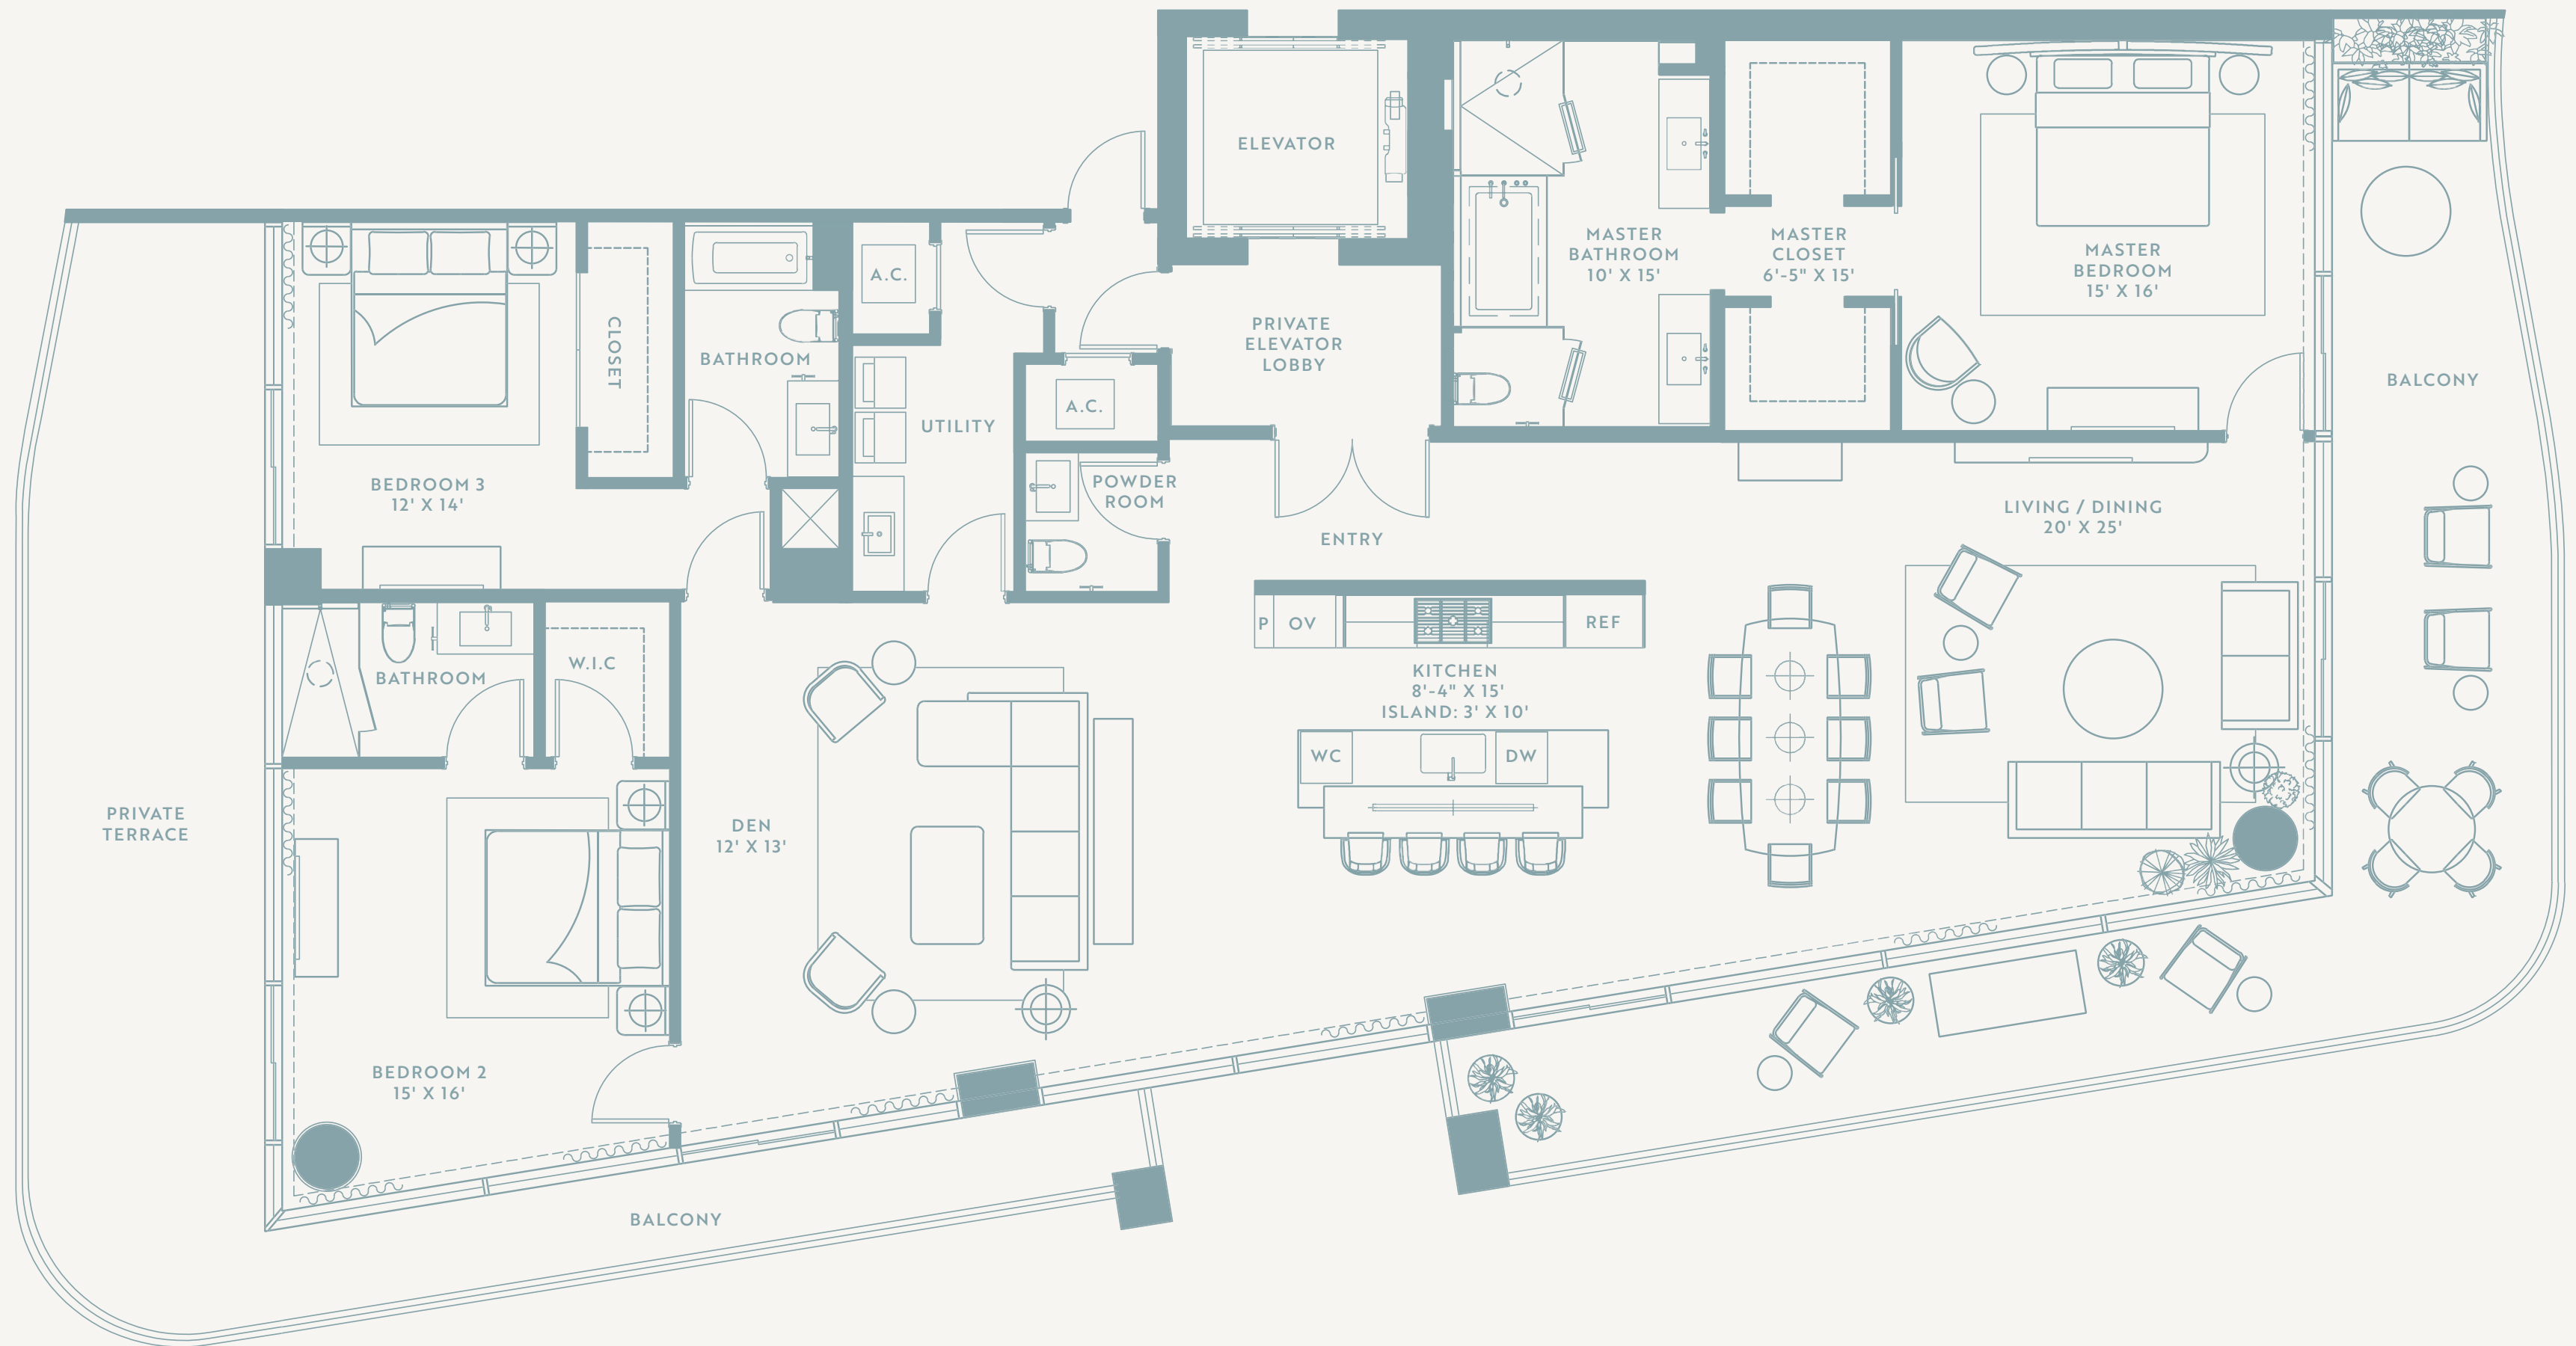 ELEVATOR
MASTER
BATHROOM
10' X 15'
MASTER
CLOSET
6'-5" X 15'
MASTER
BEDROOM
15' X 16'
A.C.
PRIVATE
ELEVATOR
LOBBY
CLOSET
BATHROOM
BALCONY
A.C.
UTILITY
BEDROOM 3
12' X 14'
POWDER
ROOM
LIVING / DINING
20' X 25'
ENTRY
P
OV
REF
W.I.C
BATHROOM
KITCHEN
8'-4" X 15'
ISLAND: 3' X 10'
WC
DW
PRIVATE
TERRACE
DEN
12' X 13'
BEDROOM 2
15' X 16'
BALCONY